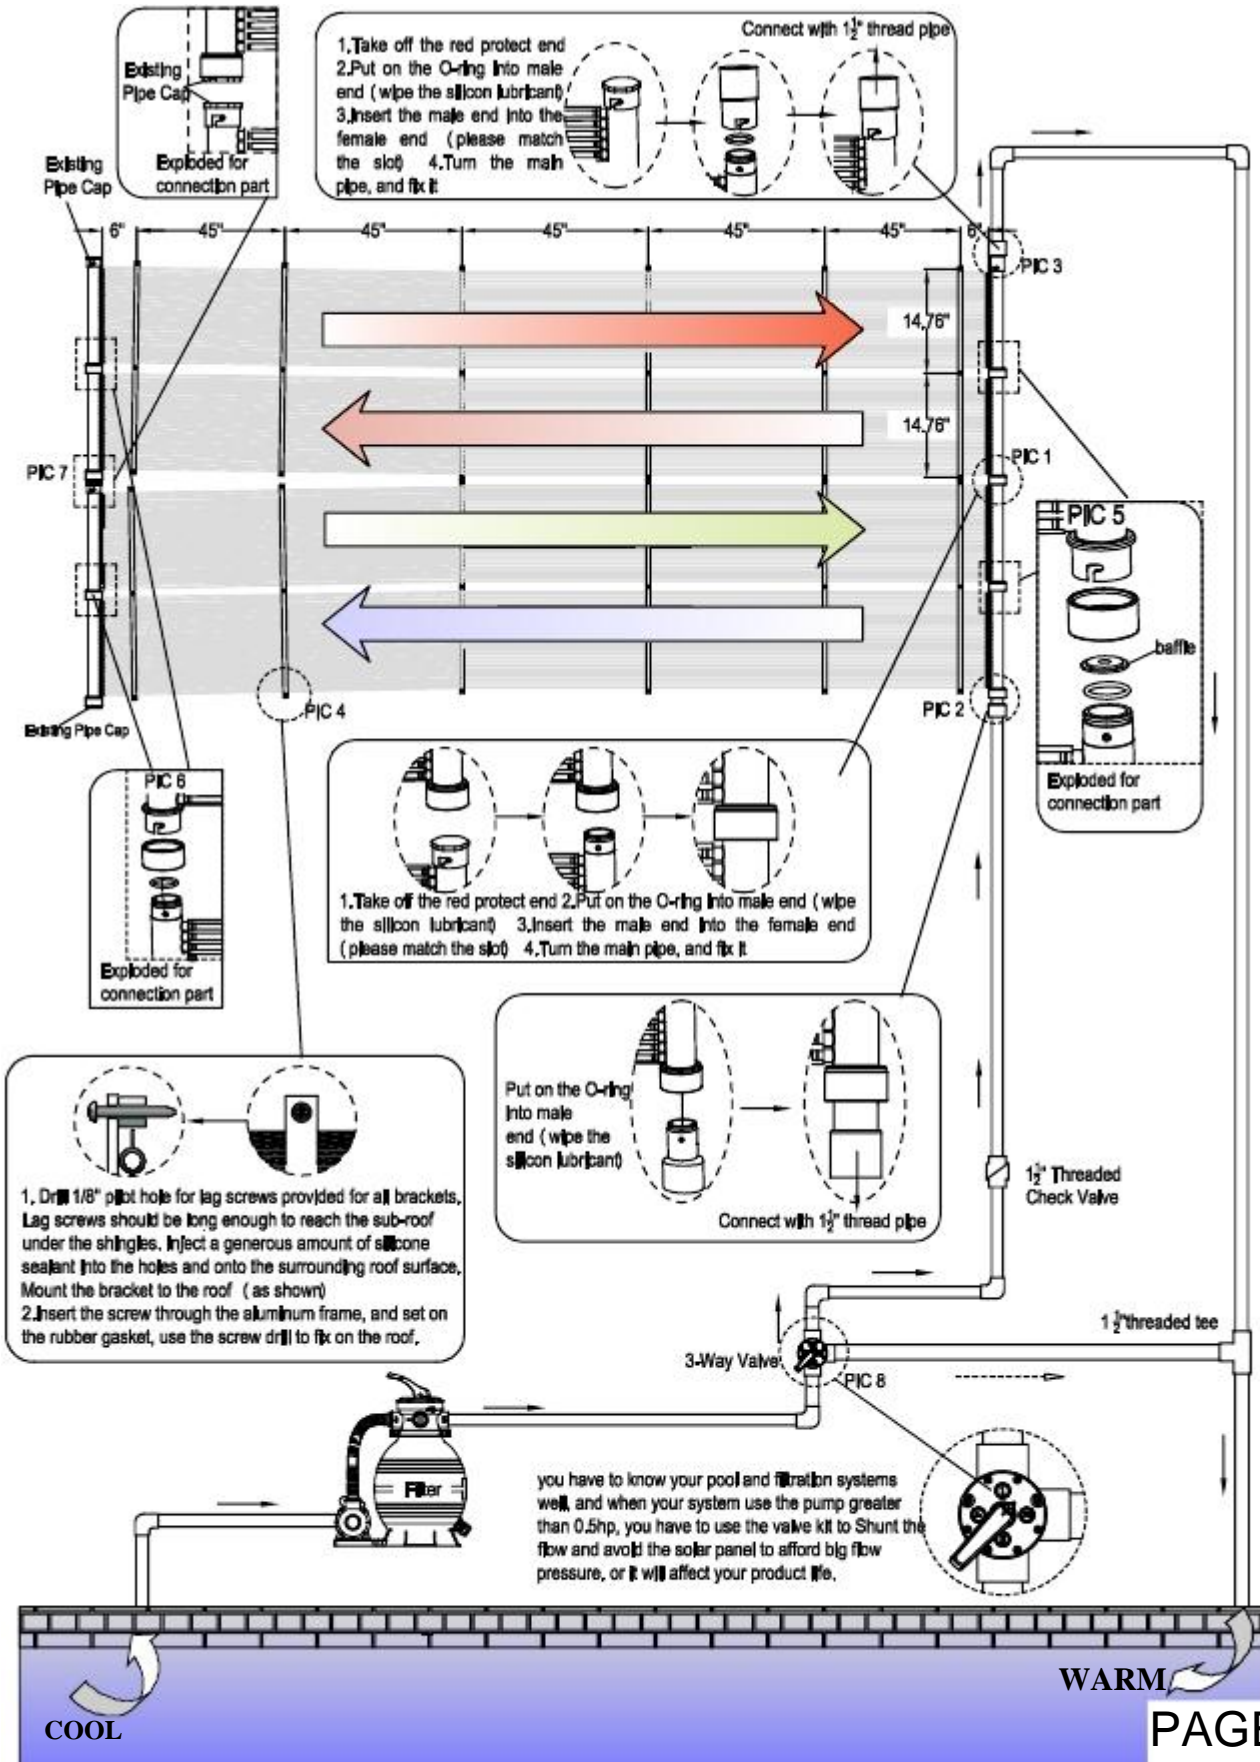 Existing
Pipe Cap
Exploded for
connection part
Existing
Pipe Cap
1.Take off the red protect end
2.Put on the O-ring into male
end (wipe the silicon lubricant)
3.Insert the male end into the
female end (please match
the slot) 4.Turn the main
pipe, and fix it
Connect with 1½" thread pipe
6"
45"
45"
45"
45"
45"
6"
PIC 3
14.76"
14.76"
PIC 7
PIC 1
PIC 5
baffle
Exploded for
connection part
PIC 4
PIC 2
Existing Pipe Cap
PIC 6
Exploded for
connection part
1.Take off the red protect end 2.Put on the O-ring into male end (wipe
the silicon lubricant) 3.Insert the male end into the female end
(please match the slot) 4.Turn the main pipe, and fix it
Put on the O-ring
into male
end (wipe the
silicon lubricant)
Connect with 1½" thread pipe
1. Drill 1/8" pilot hole for lag screws provided for all brackets.
Lag screws should be long enough to reach the sub-roof
under the shingles. Inject a generous amount of silicone
sealant into the holes and onto the surrounding roof surface.
Mount the bracket to the roof (as shown)
2.Insert the screw through the aluminum frame, and set on
the rubber gasket, use the screw drill to fix on the roof.
1½" Threaded
Check Valve
1½"threaded tee
3-Way Valve
PIC 8
Filter
you have to know your pool and filtration systems
well, and when your system use the pump greater
than 0.5hp, you have to use the valve kit to Shunt the
flow and avoid the solar panel to afford big flow
pressure, or it will affect your product life.
COOL
WARM
PAGE